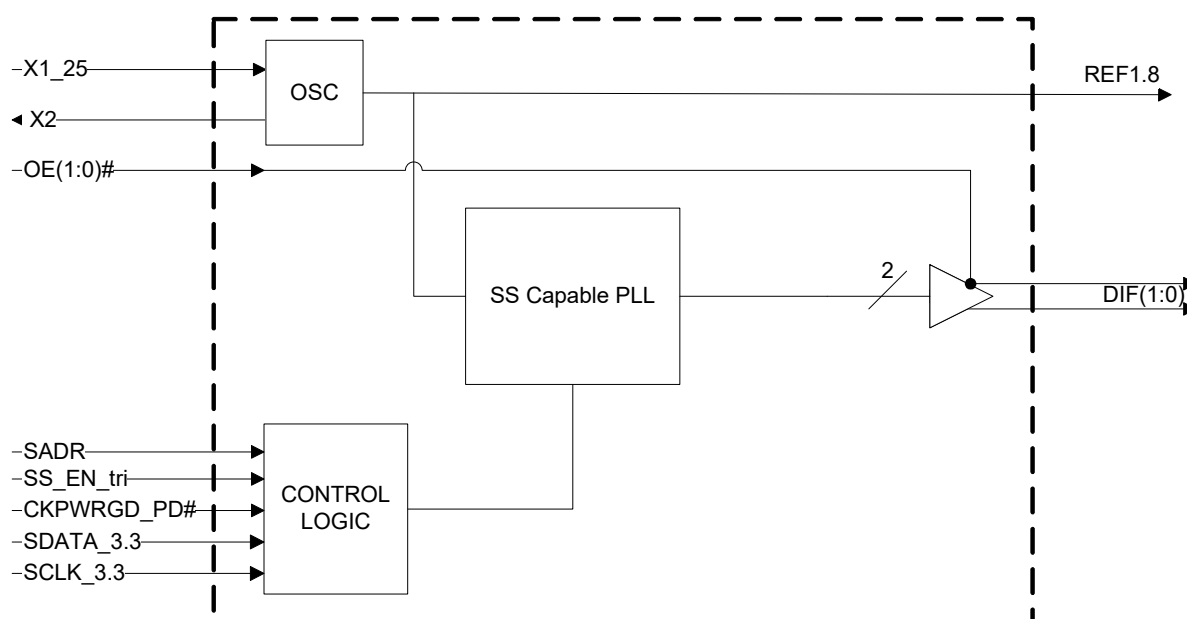 X1_25
OSC
REF1.8
X2
OE(1:0)#
2
SS Capable PLL
DIF(1:0)
SADR
SS_EN_tri
CKPWRGD_PD#
CONTROL
LOGIC
SDATA_3.3
SCLK_3.3